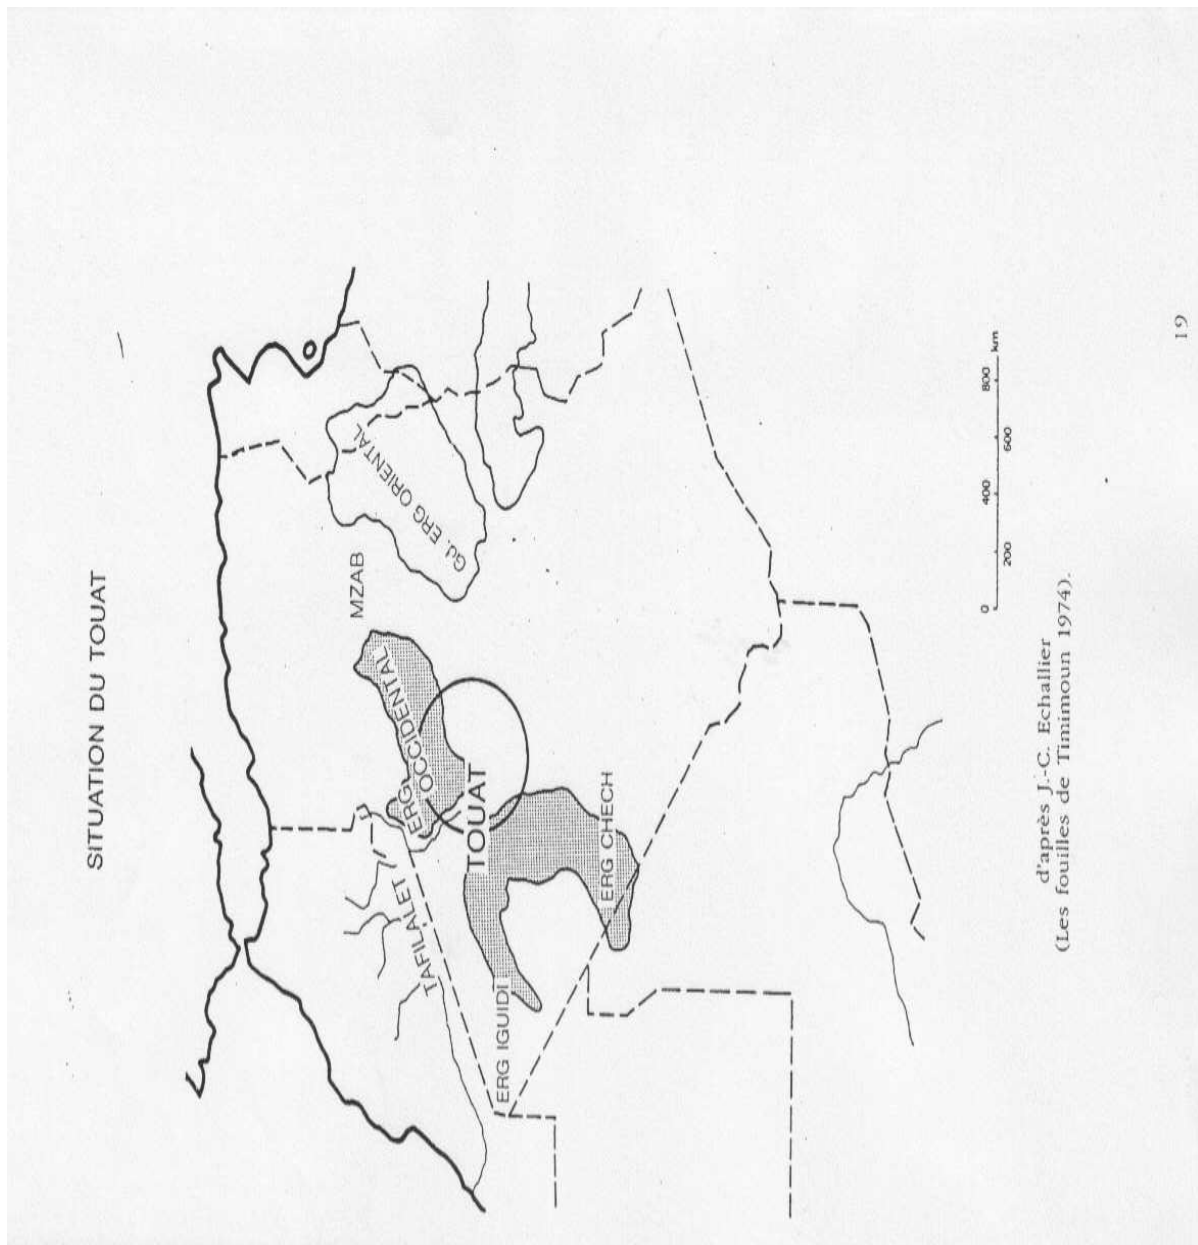 SITUATION DU TOUAT
MZAB
Gd. ERG ORIENTAL
ERG OCCIDENTAL
TAFILALET
TOUAT
ERG IGUIDI
ERG CHECH
0 200 400 600 800 km
d'après J.-C. Echallier
(Les fouilles de Timimoun 1974).
19